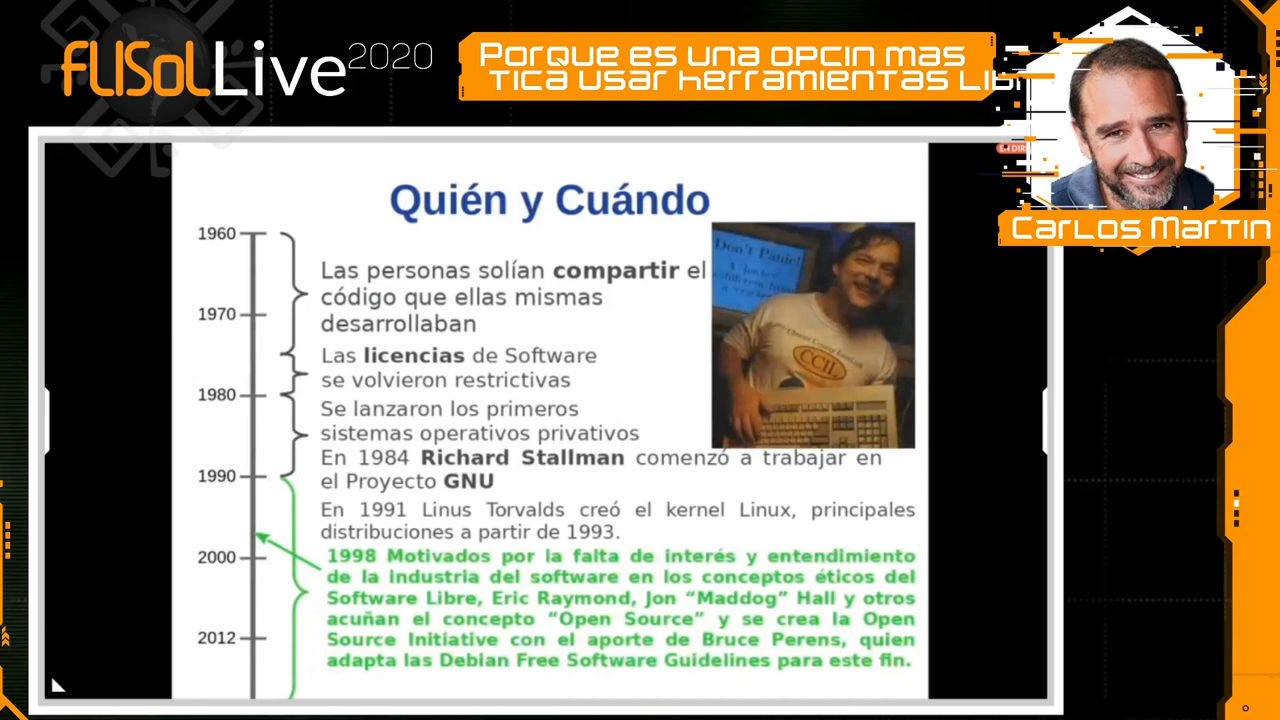 FLISoL Live 2020
Porque es una opcin mas
tica usar herramientas Li
EN DIR
Carlos Martin
Quién y Cuándo
1960
1970
1980
1990
2000
2012
Las personas solían compartir el
código que ellas mismas
desarrollaban
Las licencias de Software
se volvieron restrictivas
Se lanzaron los primeros
sistemas operativos privativos
En 1984 Richard Stallman comenzó a trabajar en
el Proyecto GNU
En 1991 Linus Torvalds creó el kernel Linux, principales
distribuciones a partir de 1993.
1998 Motivados por la falta de interés y entendimiento
de la industria del software en los conceptos éticos del
Software Libre, Eric Raymond, Jon “Maddog” Hall y otros
acuñan el concepto “Open Source” y se crea la Open
Source Initiative con el aporte de Bruce Perens, quien
adapta las Debian Free Software Guidelines para este fin.
Don't Panic!
CCIL